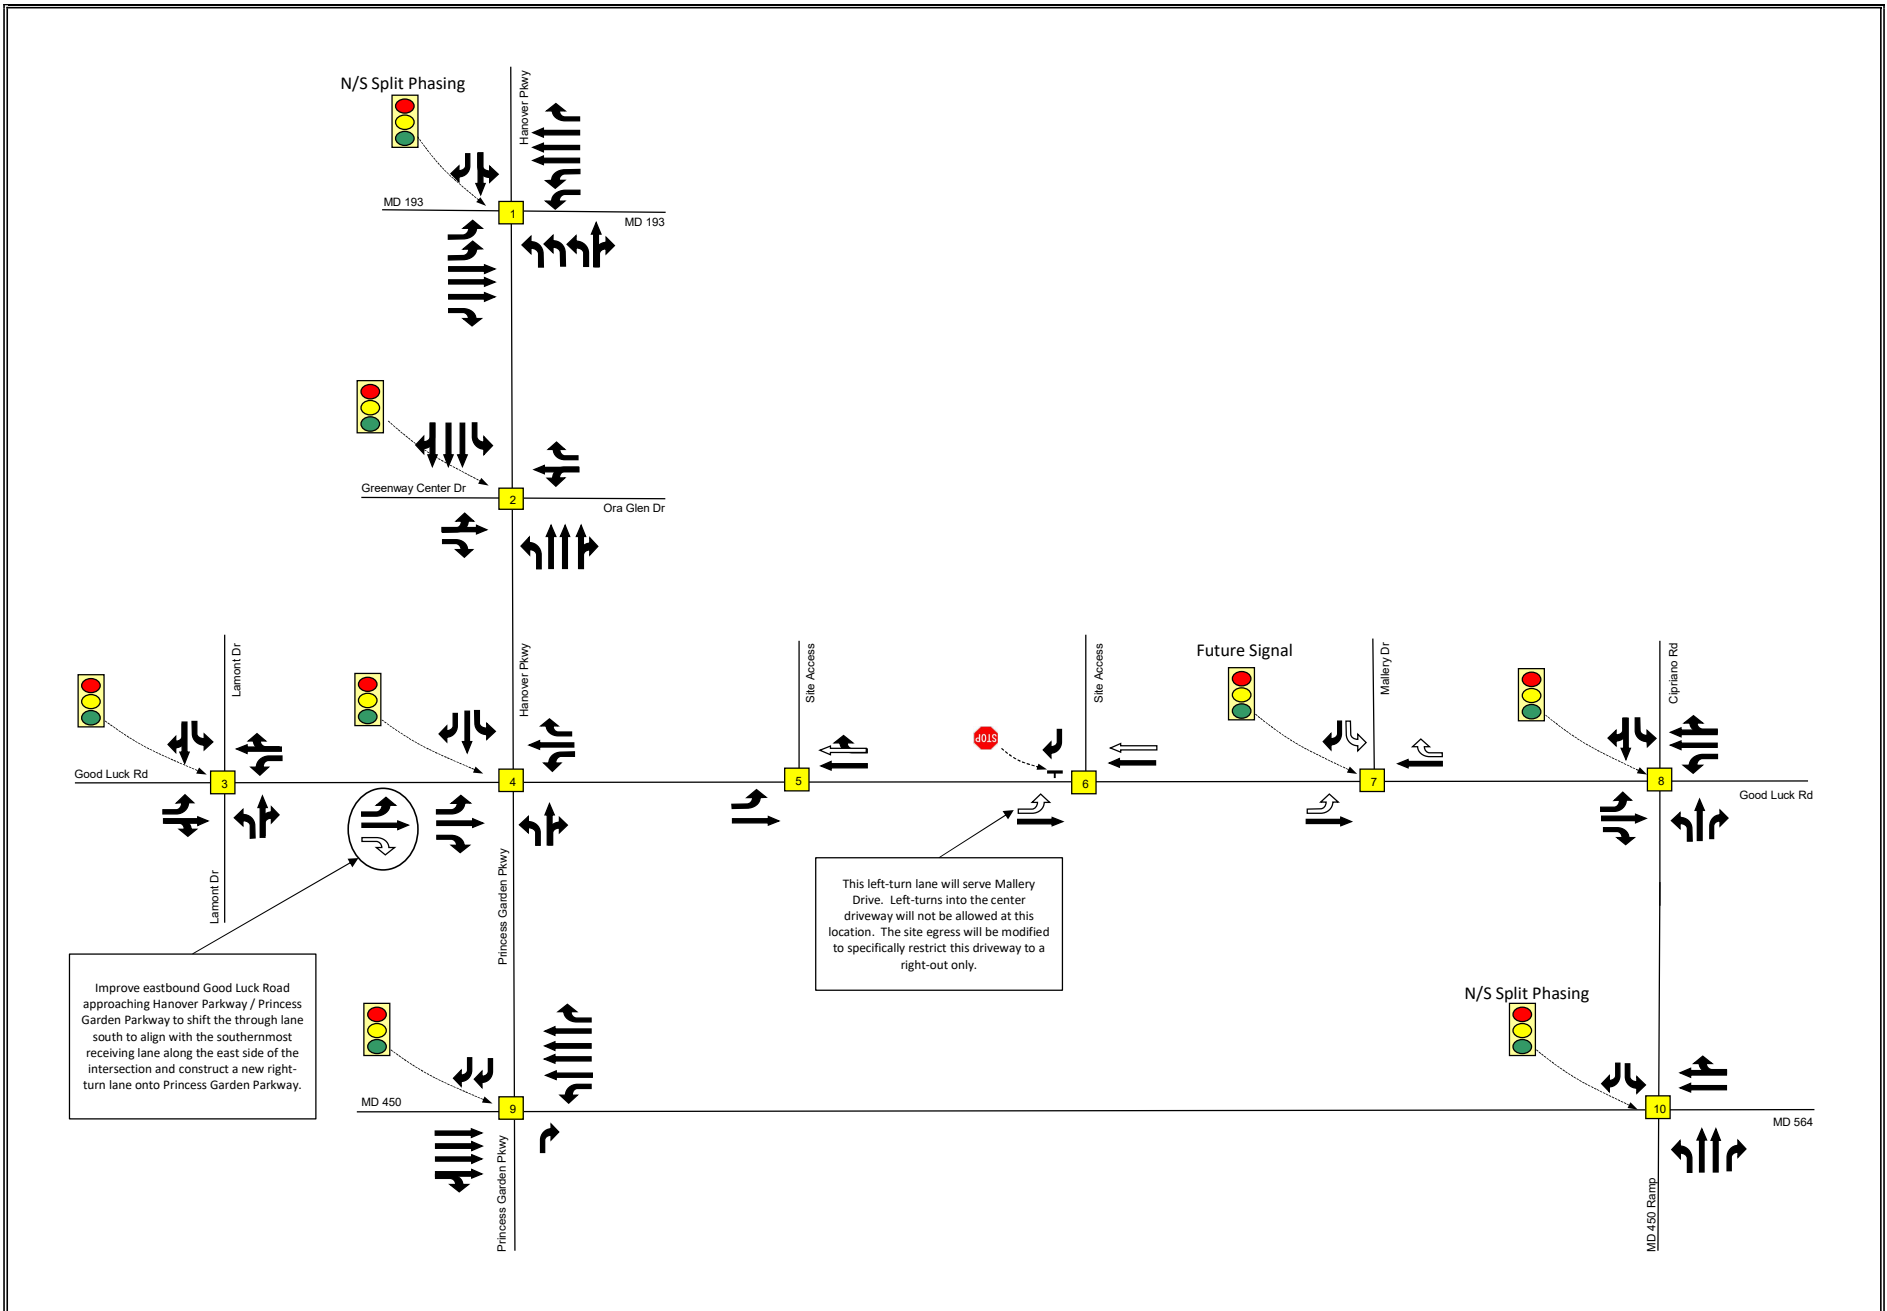 N/S Split Phasing
Hanover Pkwy
MD 193
1
MD 193
Greenway Center Dr
2
Ora Glen Dr
Lamont Dr
Hanover Pkwy
Site Access
Site Access
Future Signal
Mallery Dr
Cipriano Rd
STOP
Good Luck Rd
3
4
5
6
7
8
Good Luck Rd
Lamont Dr
Princess Garden Pkwy
This left-turn lane will serve Mallery
Drive. Left-turns into the center
driveway will not be allowed at this
location. The site egress will be modified
to specifically restrict this driveway to a
right-out only.
Improve eastbound Good Luck Road
approaching Hanover Parkway / Princess
Garden Parkway to shift the through lane
south to align with the southernmost
receiving lane along the east side of the
intersection and construct a new right-
turn lane onto Princess Garden Parkway.
N/S Split Phasing
MD 450
9
10
MD 564
Princess Garden Pkwy
MD 450 Ramp